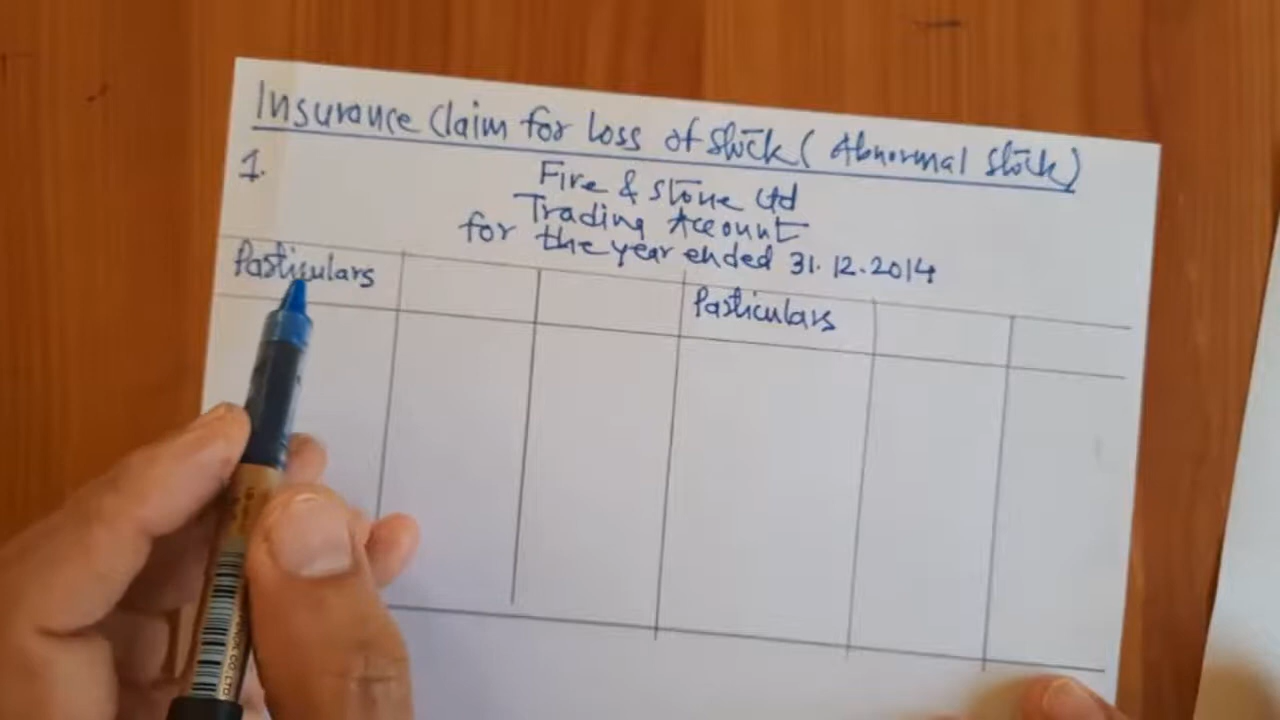 Insurance Claim for Loss of Stock ( Abnormal Stock)
1.
Fire & Stone Ltd
Trading Account
for the year ended 31.12.2014
Particulars
Particulars